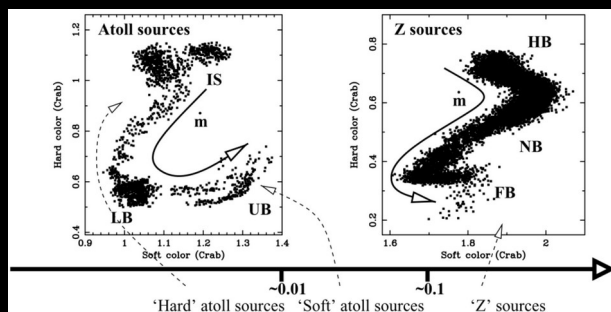 Atoll sources
Hard color (Crab)
1.2
1.0
0.8
0.6
0.4
IS
ṁ
LB
UB
0.9
1
1.1
1.2
1.3
1.4
Soft color (Crab)
Z sources
Hard color (Crab)
0.8
0.6
0.4
0.2
HB
ṁ
NB
FB
1.6
1.8
2
Soft color (Crab)
~0.01
~0.1
'Hard' atoll sources
'Soft' atoll sources
'Z' sources